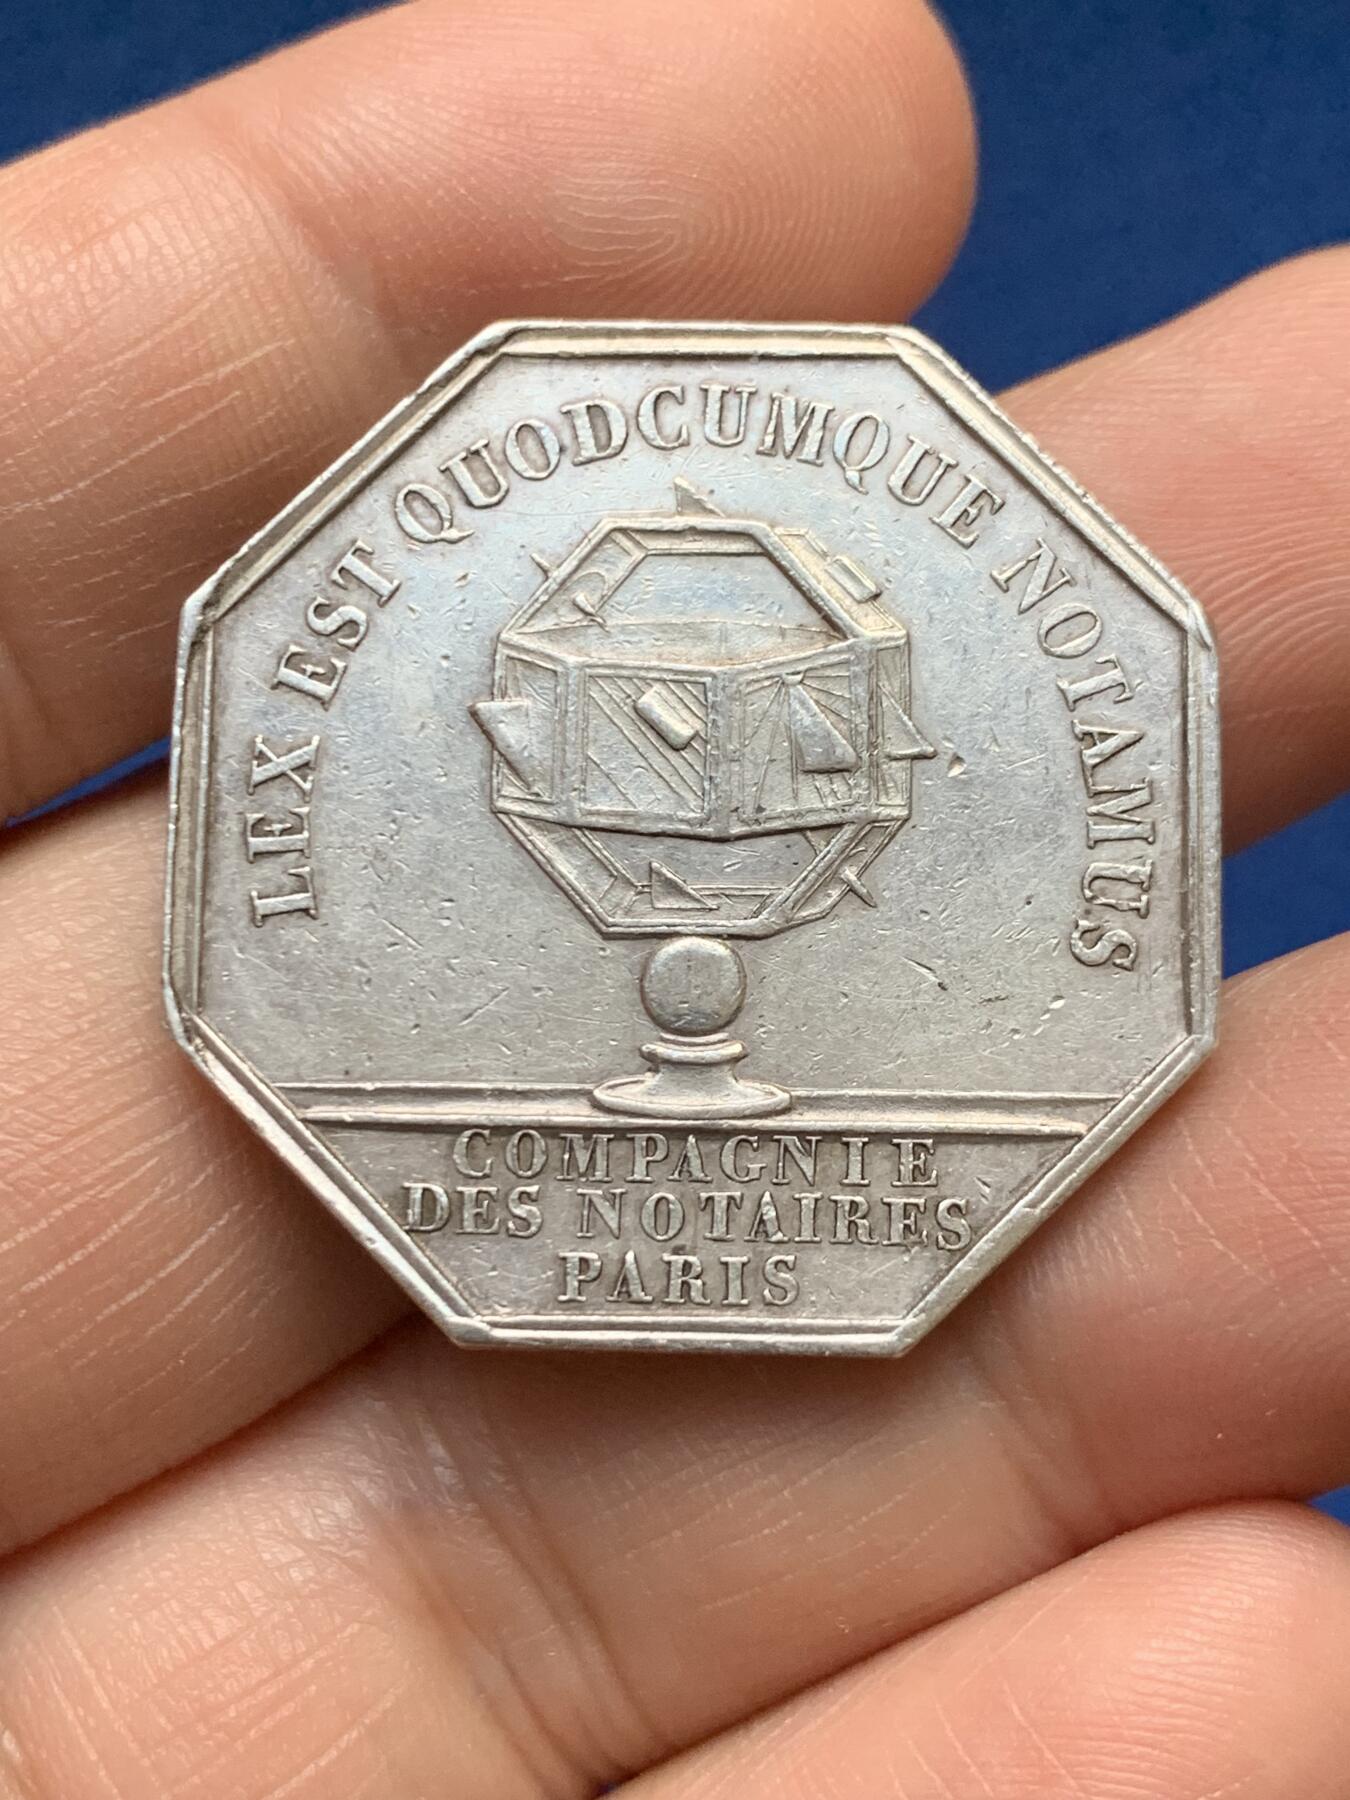 LEX EST QUODCUMQUE NOTAMUS
COMPAGNIE
DES NOTAIRES
PARIS